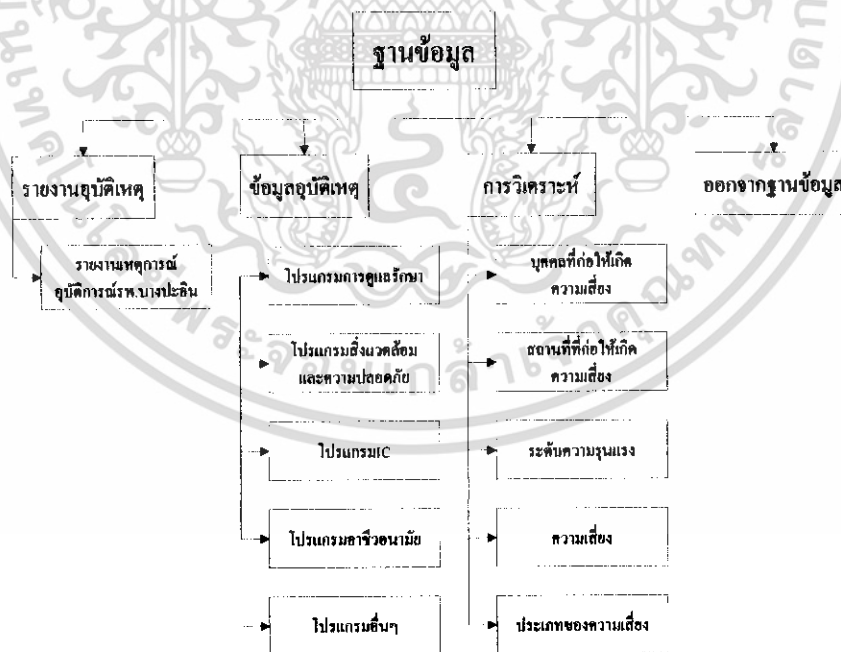 ฐานข้อมูล
รายงานอุบัติเหตุ
ข้อมูลอุบัติเหตุ
การวิเคราะห์
ออกจากฐานข้อมูล
รายงานเหตุการณ์
อุบัติการณ์รพ.บางปะอิน
โปรแกรมการดูแลรักษา
โปรแกรมสิ่งแวดล้อม
และความปลอดภัย
โปรแกรมIC
โปรแกรมอาชีวอนามัย
โปรแกรมอื่นๆ
บุคคลที่ก่อให้เกิด
ความเสี่ยง
สถานที่ที่ก่อให้เกิด
ความเสี่ยง
ระดับความรุนแรง
ความเสี่ยง
ประเภทของความเสี่ยง